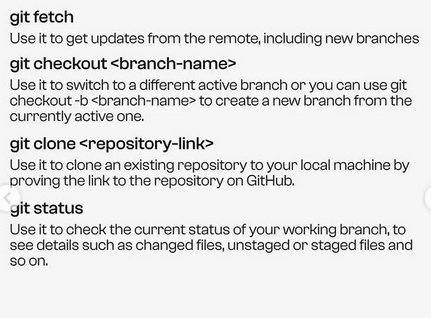 git fetch
Use it to get updates from the remote, including new branches
git checkout <branch-name>
Use it to switch to a different active branch or you can use git
checkout -b <branch-name> to create a new branch from the
currently active one.
git clone <repository-link>
Use it to clone an existing repository to your local machine by
proving the link to the repository on GitHub.
git status
Use it to check the current status of your working branch, to
see details such as changed files, unstaged or staged files and
so on.